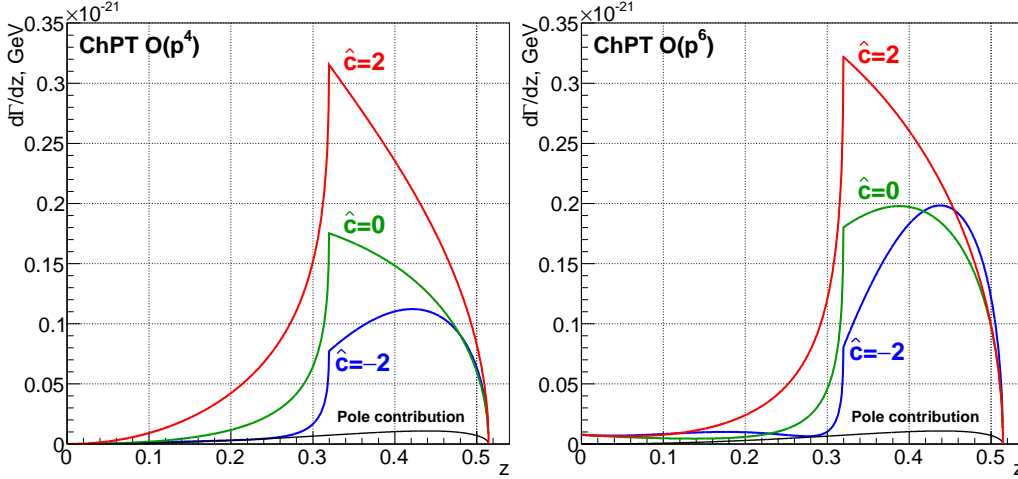 ×10⁻²¹
ChPT O(p⁴)
dΓ/dz, GeV
0.35
0.3
0.25
0.2
0.15
0.1
0.05
0
ĉ=2
ĉ=0
ĉ=−2
Pole contribution
0 0.1 0.2 0.3 0.4 0.5 z
×10⁻²¹
ChPT O(p⁶)
dΓ/dz, GeV
0.35
0.3
0.25
0.2
0.15
0.1
0.05
0
ĉ=2
ĉ=0
ĉ=−2
Pole contribution
0 0.1 0.2 0.3 0.4 0.5 z